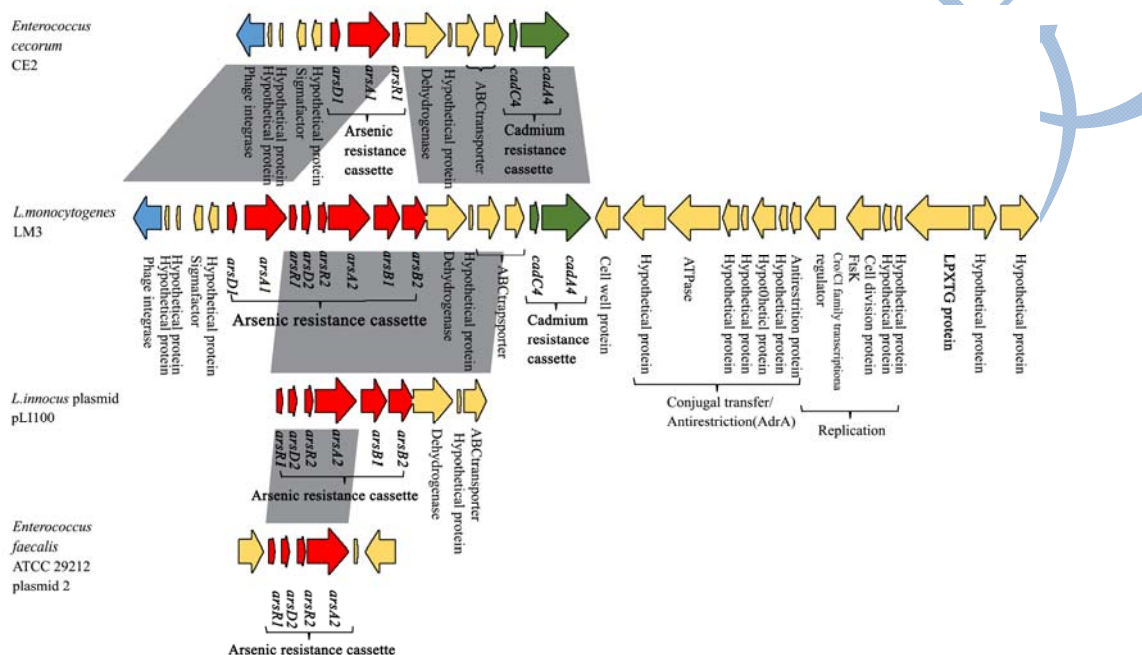 Enterococcus
cecorum
CE2
Phage integrase
Hypothetical protein
Hypothetical protein
Sigmafactor
Hypothetical protein
arsD1
arsA1
arsR1
Dehydrogenase
Hypothetical protein
ABCtransporter
cadC4
cadA4
Arsenic
resistance
cassette
Cadmium
resistance
cassette
L.monocytogenes
LM3
Phage integrase
Hypothetical protein
Hypothetical protein
Sigmafactor
Hypothetical protein
arsD1
arsA1
arsR1
arsD2
arsR2
arsA2
arsB1
arsB2
Dehydrogenase
Hypothetical protein
ABCtransporter
cadC4
cadA4
Cell well protein
Hypothetical protein
ATPase
Hypothetical protein
Hypothetical protein
Hypot0heticl protein
Hypothetical protein
Antirestrition protein
Cro/CI family transcriptiona
regulator
Cell division protein
FtsK
Hypothetical protein
Hypothetical protein
LPXTG protein
Hypothetical protein
Hypothetical protein
Arsenic resistance cassette
Cadmium
resistance
cassette
Conjugal transfer/
Antirestriction(AdrA)
Replication
L.innocus plasmid
pLI100
arsR1
arsD2
arsR2
arsA2
arsB1
arsB2
Dehydrogenase
Hypothetical protein
ABCtransporter
Arsenic resistance cassette
Enterococcus
faecalis
ATCC 29212
plasmid 2
arsR1
arsD2
arsR2
arsA2
Arsenic resistance cassette